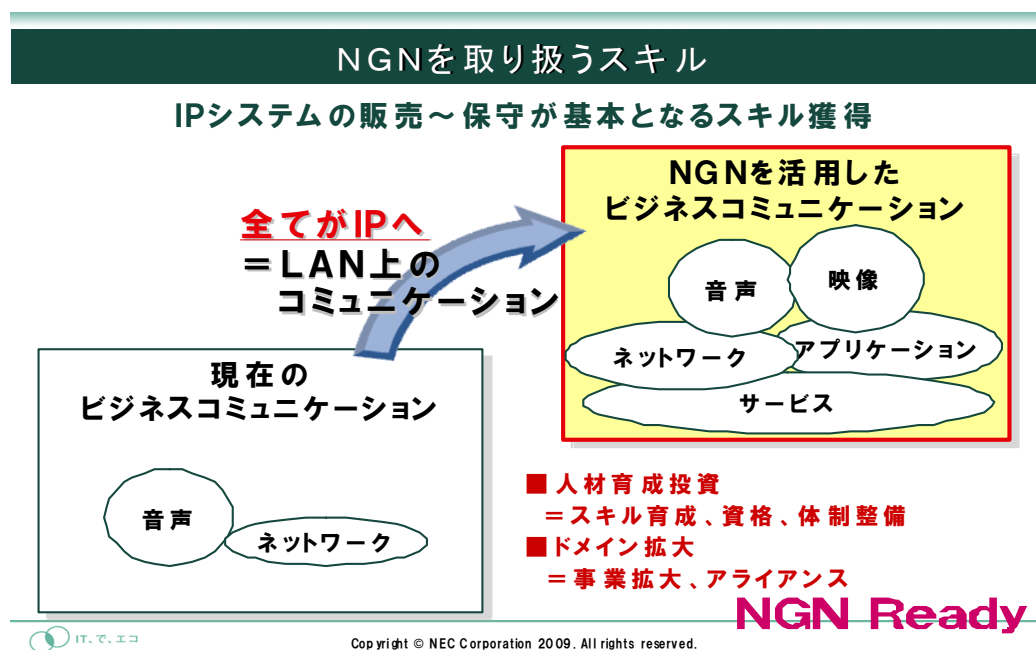 NGNを取り扱うスキル
IPシステムの販売～保守が基本となるスキル獲得
NGNを活用した
ビジネスコミュニケーション
音声
映像
ネットワーク
アプリケーション
サービス
全てがIPへ
＝LAN上の
コミュニケーション
現在の
ビジネスコミュニケーション
音声
ネットワーク
■人材育成投資
＝スキル育成、資格、体制整備
■ドメイン拡大
＝事業拡大、アライアンス
NGN Ready
IT、で、エコ
Copyright © NEC Corporation 2009. All rights reserved.